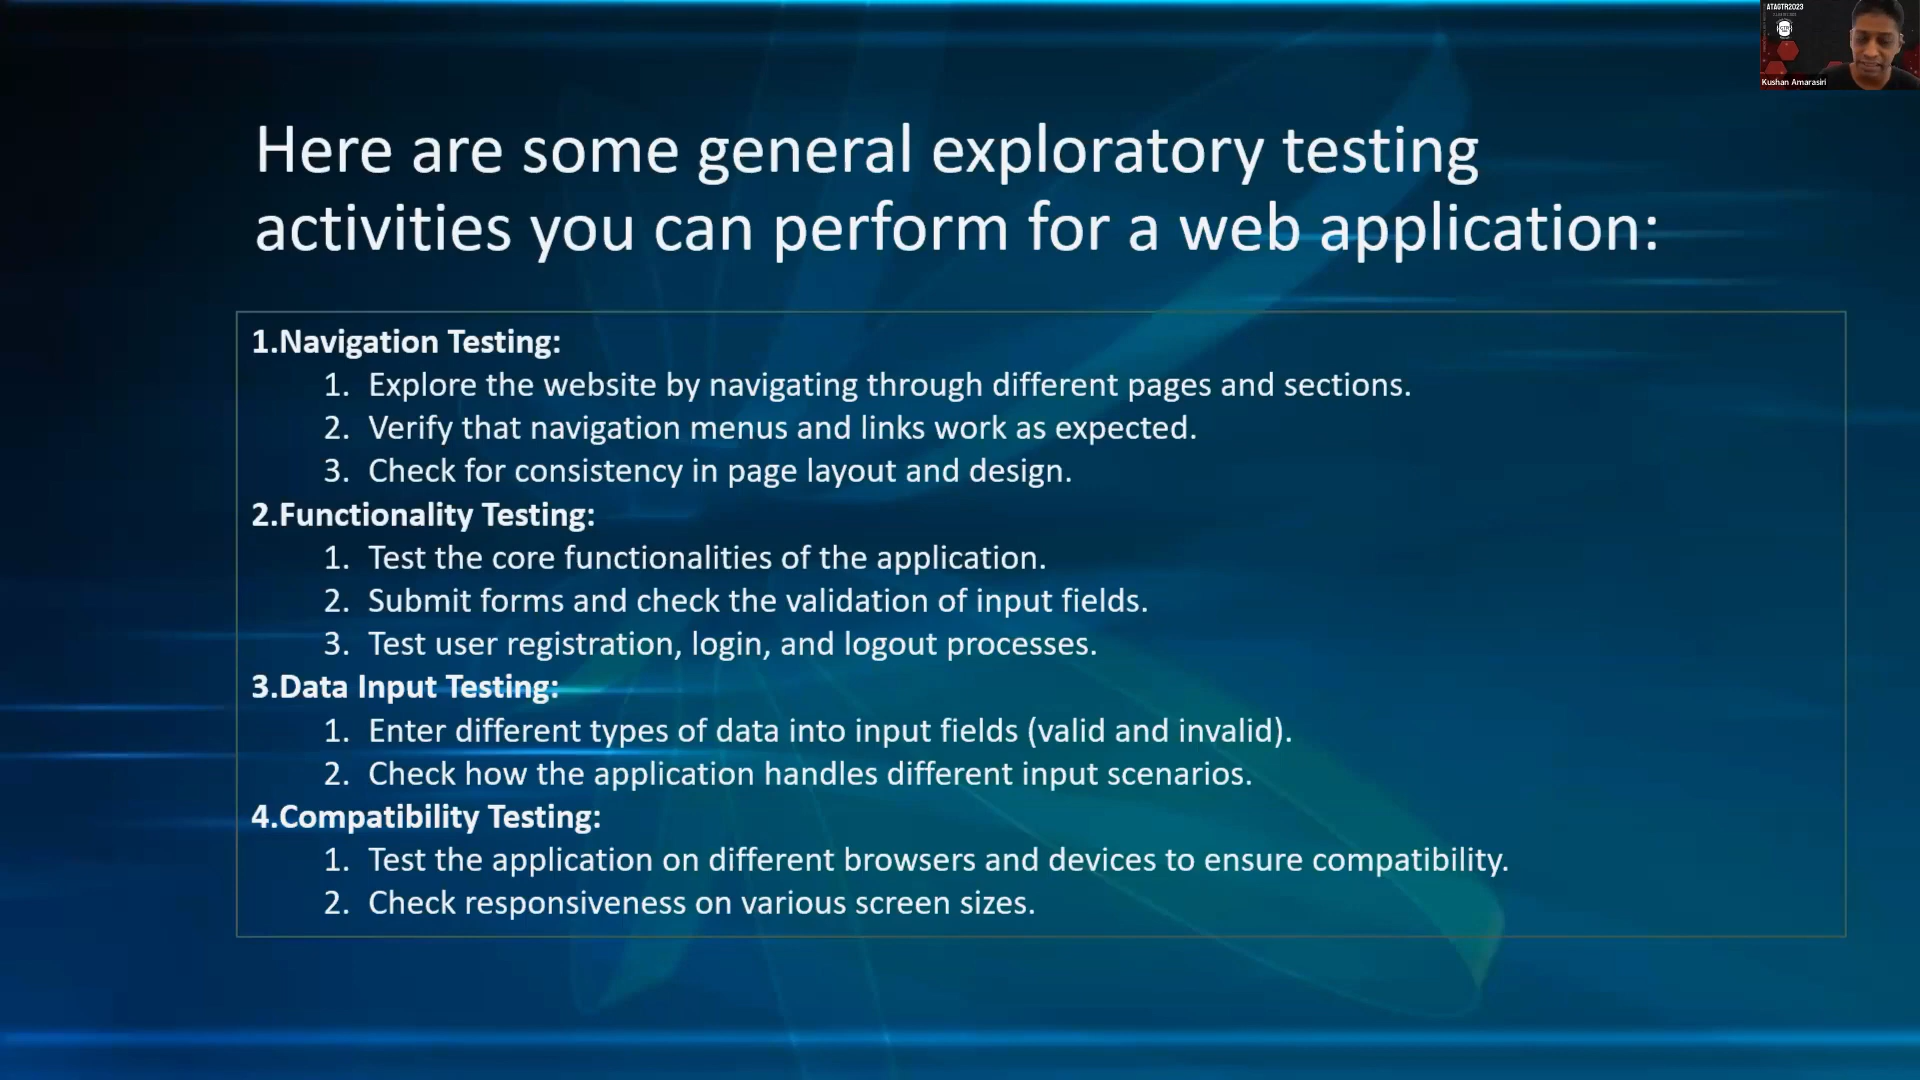 ATAGTR2023
Kushan Amarasiri
Here are some general exploratory testing
activities you can perform for a web application:
1.Navigation Testing:
1. Explore the website by navigating through different pages and sections.
2. Verify that navigation menus and links work as expected.
3. Check for consistency in page layout and design.
2.Functionality Testing:
1. Test the core functionalities of the application.
2. Submit forms and check the validation of input fields.
3. Test user registration, login, and logout processes.
3.Data Input Testing:
1. Enter different types of data into input fields (valid and invalid).
2. Check how the application handles different input scenarios.
4.Compatibility Testing:
1. Test the application on different browsers and devices to ensure compatibility.
2. Check responsiveness on various screen sizes.